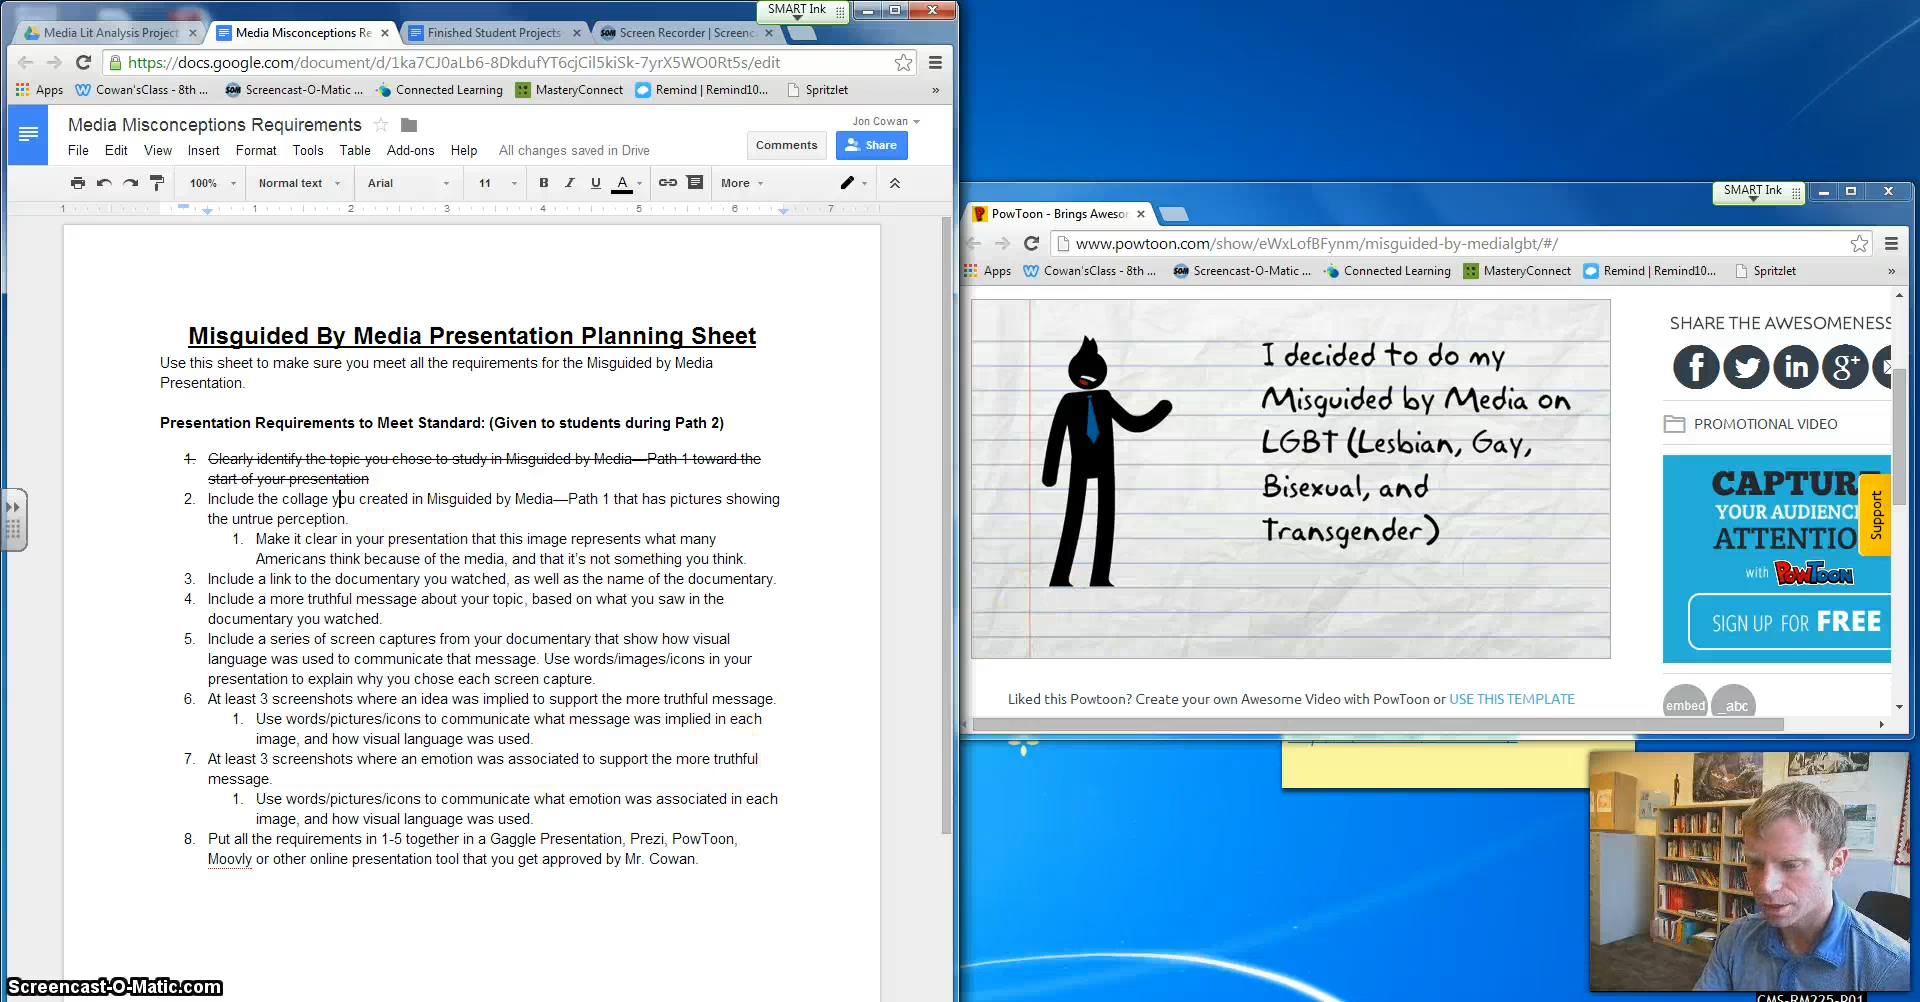 SMART Ink
Media Lit Analysis Project
Media Misconceptions Re
Finished Student Projects
Screen Recorder | Screenc
https://docs.google.com/document/d/1ka7CJ0aLb6-8DkdufYT6cjCil5kiSk-7yrX5WO0Rt5s/edit
Apps Cowan'sClass - 8th ... Screencast-O-Matic ... Connected Learning MasteryConnect Remind | Remind10... Spritzlet »
Media Misconceptions Requirements
Jon Cowan
File Edit View Insert Format Tools Table Add-ons Help All changes saved in Drive
Comments
Share
100% Normal text Arial 11 B I U A More
1 1 2 3 4 5 6 7
Misguided By Media Presentation Planning Sheet
Use this sheet to make sure you meet all the requirements for the Misguided by Media
Presentation.
Presentation Requirements to Meet Standard: (Given to students during Path 2)
1. Clearly identify the topic you chose to study in Misguided by Media—Path 1 toward the
start of your presentation
2. Include the collage you created in Misguided by Media—Path 1 that has pictures showing
the untrue perception.
1. Make it clear in your presentation that this image represents what many
Americans think because of the media, and that it's not something you think.
3. Include a link to the documentary you watched, as well as the name of the documentary.
4. Include a more truthful message about your topic, based on what you saw in the
documentary you watched.
5. Include a series of screen captures from your documentary that show how visual
language was used to communicate that message. Use words/images/icons in your
presentation to explain why you chose each screen capture.
6. At least 3 screenshots where an idea was implied to support the more truthful message.
1. Use words/pictures/icons to communicate what message was implied in each
image, and how visual language was used.
7. At least 3 screenshots where an emotion was associated to support the more truthful
message.
1. Use words/pictures/icons to communicate what emotion was associated in each
image, and how visual language was used.
8. Put all the requirements in 1-5 together in a Gaggle Presentation, Prezi, PowToon,
Moovly or other online presentation tool that you get approved by Mr. Cowan.
Screencast-O-Matic.com
SMART Ink
PowToon - Brings Aweso
www.powtoon.com/show/eWxLofBFynm/misguided-by-medialgbt/#/
Apps Cowan'sClass - 8th ... Screencast-O-Matic ... Connected Learning MasteryConnect Remind | Remind10... Spritzlet »
I decided to do my
Misguided by Media on
LGBT (Lesbian, Gay,
Bisexual, and
Transgender)
Liked this Powtoon? Create your own Awesome Video with PowToon or USE THIS TEMPLATE
SHARE THE AWESOMENESS
PROMOTIONAL VIDEO
CAPTUR
YOUR AUDIENC
ATTENTIO
with POWTOON
SIGN UP FOR FREE
Support
embed
_abc
CMS-RM225-P01